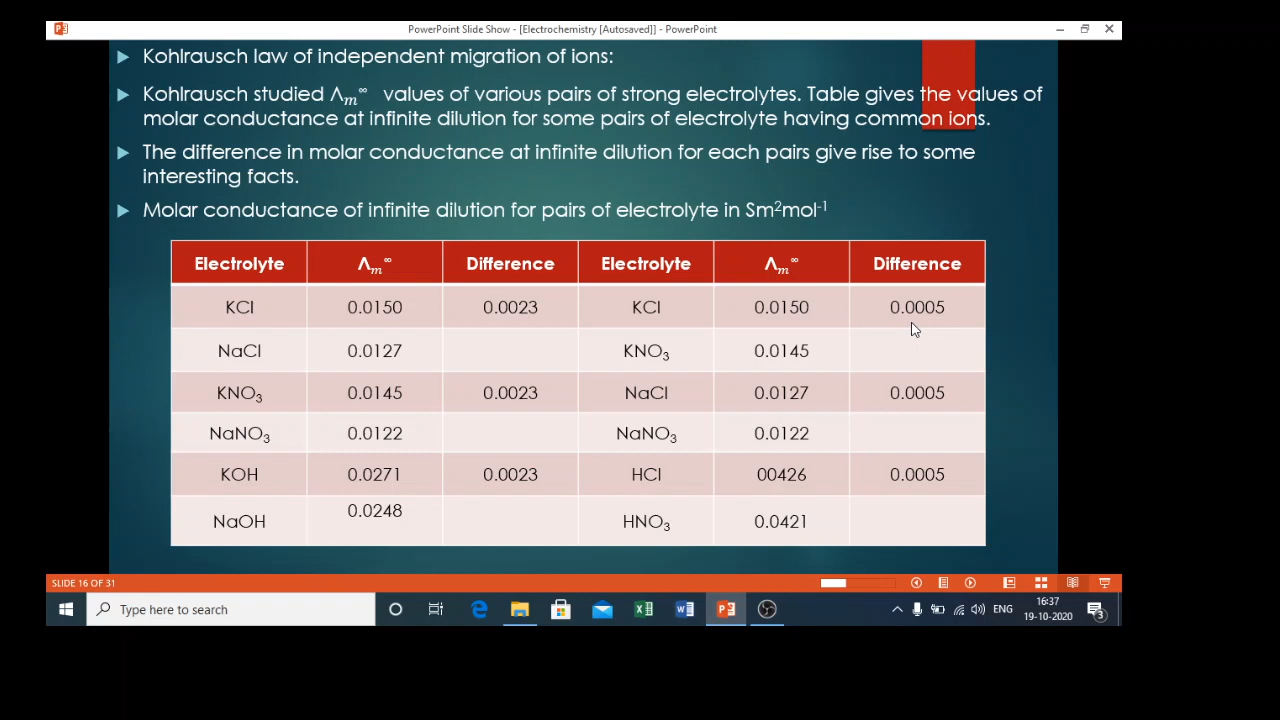 PowerPoint Slide Show - [Electrochemistry [Autosaved]] - PowerPoint
Kohlrausch law of independent migration of ions:
Kohlrausch studied Λm∞ values of various pairs of strong electrolytes. Table gives the values of
molar conductance at infinite dilution for some pairs of electrolyte having common ions.
The difference in molar conductance at infinite dilution for each pairs give rise to some
interesting facts.
Molar conductance of infinite dilution for pairs of electrolyte in Sm²mol⁻¹
Electrolyte Λm∞ Difference Electrolyte Λm∞ Difference
KCl 0.0150 0.0023 KCl 0.0150 0.0005
NaCl 0.0127 KNO₃ 0.0145
KNO₃ 0.0145 0.0023 NaCl 0.0127 0.0005
NaNO₃ 0.0122 NaNO₃ 0.0122
KOH 0.0271 0.0023 HCl 00426 0.0005
NaOH 0.0248 HNO₃ 0.0421
SLIDE 16 OF 31
Type here to search
ENG
16:37
19-10-2020
3